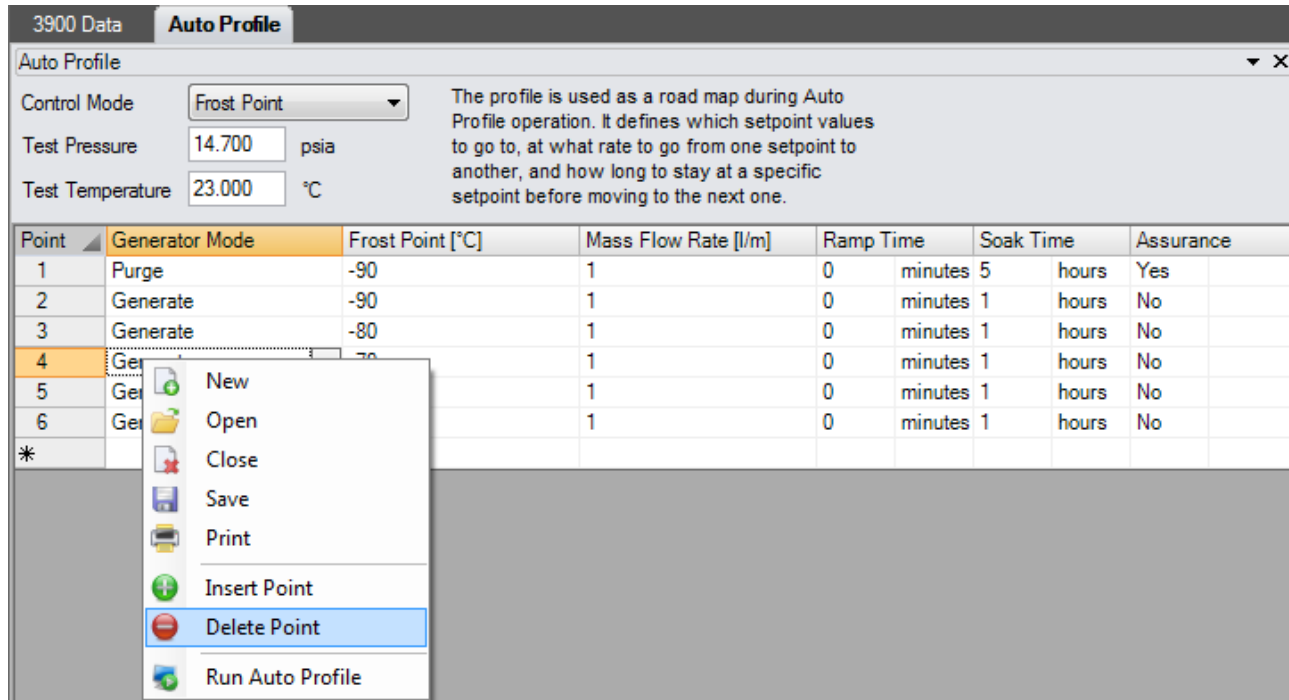 3900 Data Auto Profile
Auto Profile
Control Mode Frost Point
Test Pressure 14.700 psia
Test Temperature 23.000 °C
The profile is used as a road map during Auto
Profile operation. It defines which setpoint values
to go to, at what rate to go from one setpoint to
another, and how long to stay at a specific
setpoint before moving to the next one.
Point Generator Mode Frost Point [°C] Mass Flow Rate [l/m] Ramp Time Soak Time Assurance
1 Purge -90 1 0 minutes 5 hours Yes
2 Generate -90 1 0 minutes 1 hours No
3 Generate -80 1 0 minutes 1 hours No
4 1 0 minutes 1 hours No
5 1 0 minutes 1 hours No
6 1 0 minutes 1 hours No
*
New
Open
Close
Save
Print
Insert Point
Delete Point
Run Auto Profile